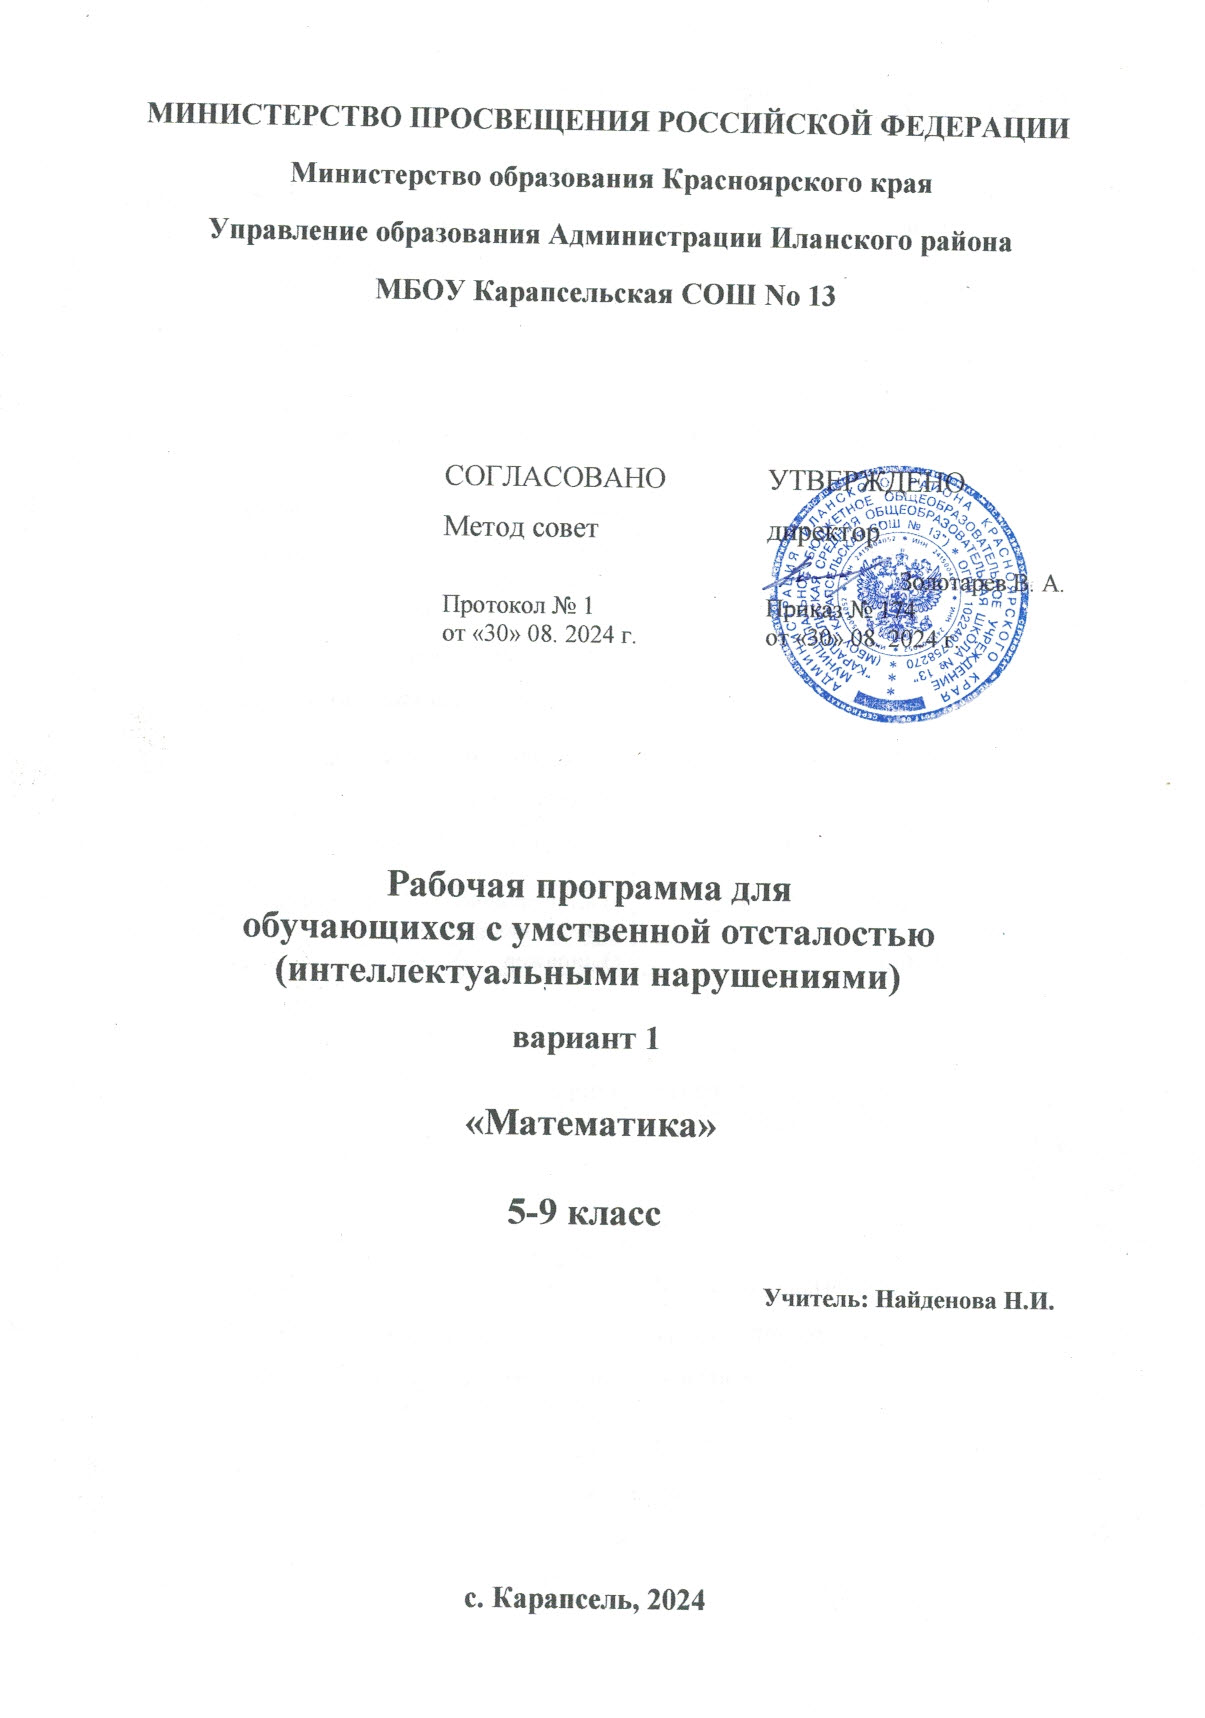 МИНИСТЕРСТВО ПРОСВЕЩЕНИЯ РОССИЙСКОЙ ФЕДЕРАЦИИ
Министерство образования Красноярского края
Управление образования Администрации Иланского района
МБОУ Карапсельская СОШ No 13
СОГЛАСОВАНО
Метод совет
Протокол № 1
от «30» 08. 2024 г.
УТВЕРЖДЕНО
директор
Золотарев В. А.
Приказ № 174
от «30» 08. 2024 г.
Рабочая программа для
обучающихся с умственной отсталостью
(интеллектуальными нарушениями)
вариант 1
«Математика»
5-9 класс
Учитель: Найденова Н.И.
с. Карапсель, 2024